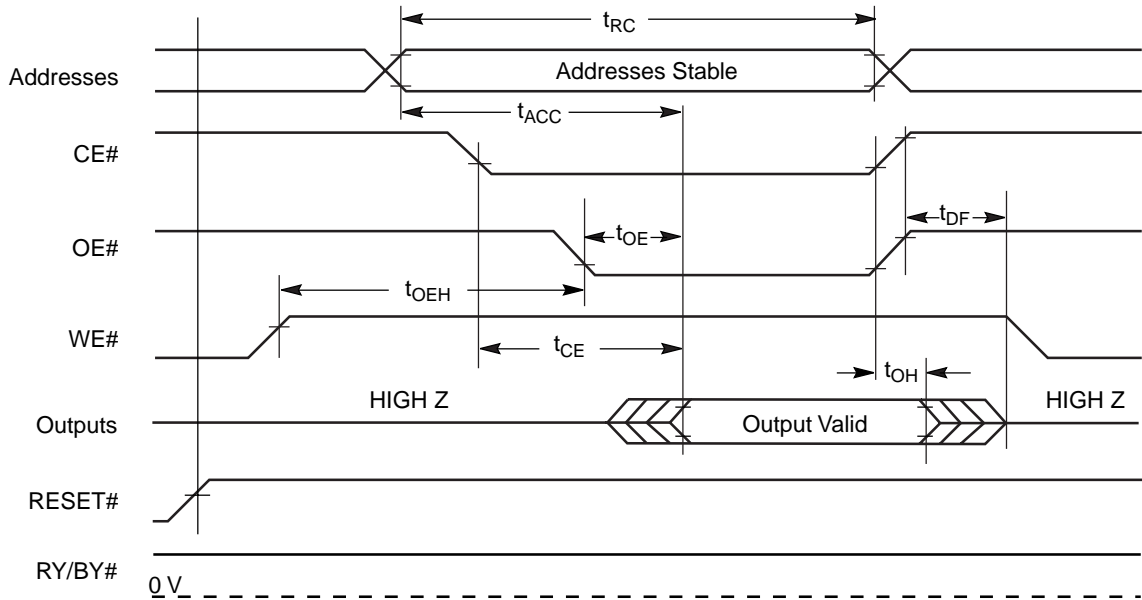 tRC
Addresses
Addresses Stable
tACC
CE#
tDF
OE#
tOE
tOEH
WE#
tCE
tOH
HIGH Z
HIGH Z
Outputs
Output Valid
RESET#
RY/BY#
0 V